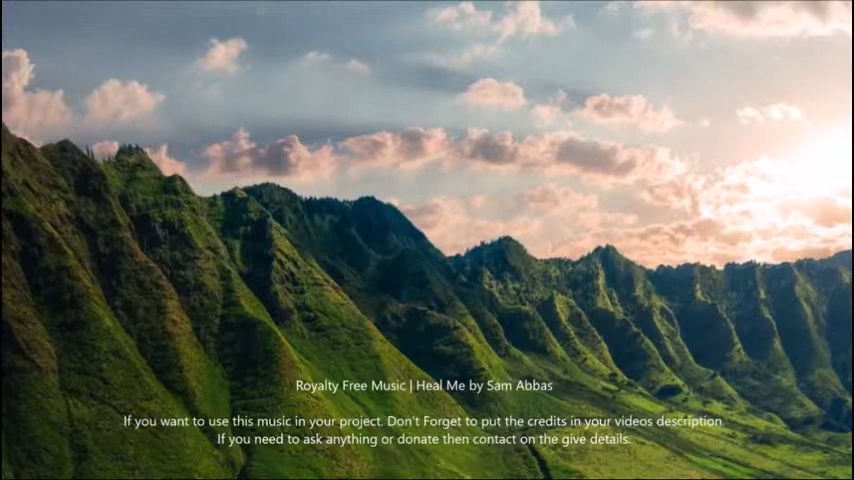 Royalty Free Music | Heal Me by Sam Abbas
If you want to use this music in your project. Don't Forget to put the credits in your videos description.
If you need to ask anything or donate then contact on the give details.